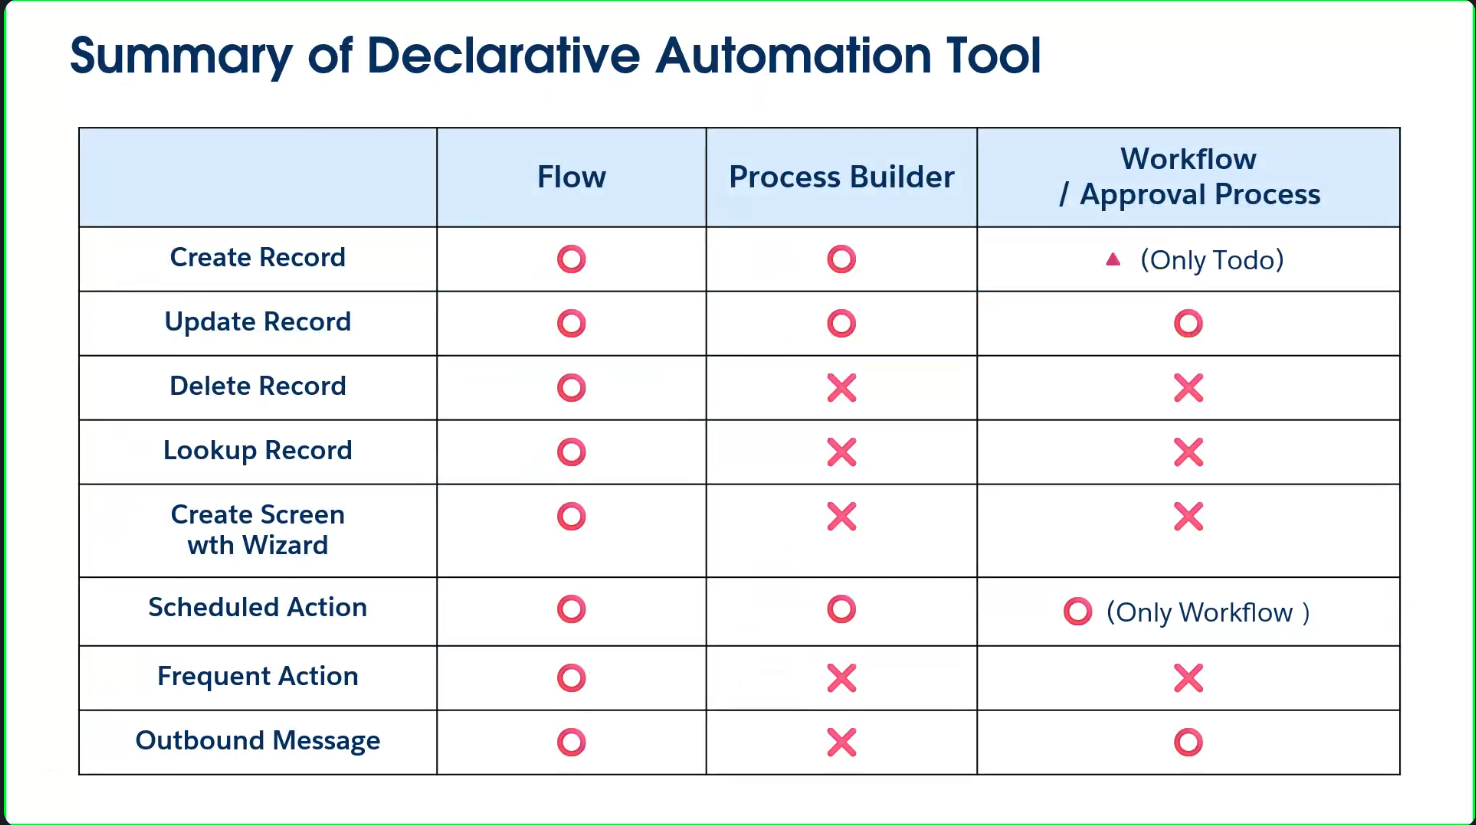 Summary of Declarative Automation Tool
Flow
Process Builder
Workflow
/ Approval Process
Create Record
(Only Todo)
Update Record
Delete Record
Lookup Record
Create Screen
wth Wizard
Scheduled Action
(Only Workflow )
Frequent Action
Outbound Message